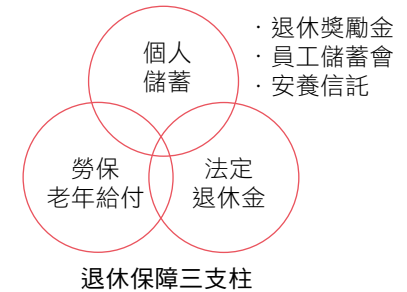 個人
儲蓄
· 退休獎勵金
· 員工儲蓄會
· 安養信託
勞保
老年給付
法定
退休金
退休保障三支柱